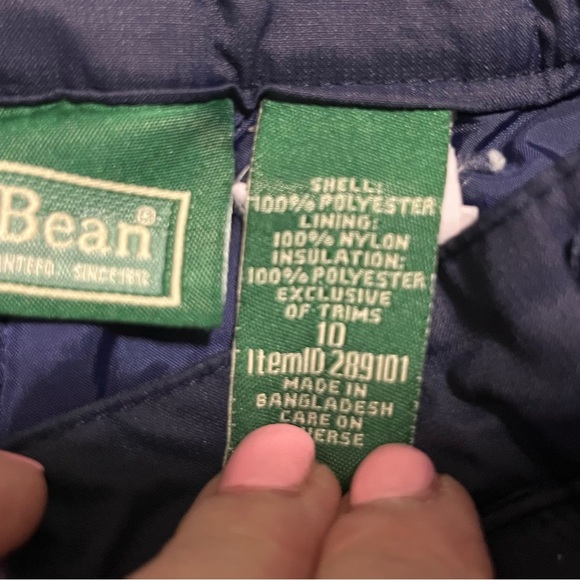 Bean®
SINCE 1912
SHELL:
100% POLYESTER
LINING:
100% NYLON
INSULATION:
100% POLYESTER
EXCLUSIVE
OF TRIMS
10
ItemID 289101
MADE IN
BANGLADESH
CARE ON